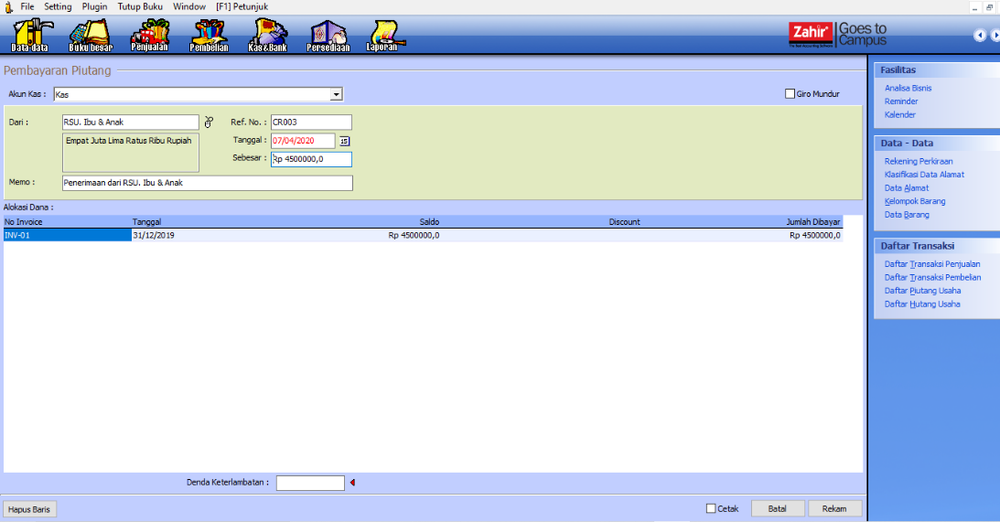 File Setting Plugin Tutup Buku Window [F1] Petunjuk
Data-data Buku besar Penjualan Pembelian Kas&Bank Persediaan Laporan
Zahir Goes to Campus
Pembayaran Piutang
Akun Kas : Kas Giro Mundur
Dari : RSU. Ibu & Anak Ref. No. : CR003
Empat Juta Lima Ratus Ribu Rupiah Tanggal : 07/04/2020 15
Sebesar : Rp 4500000,0
Memo : Penerimaan dari RSU. Ibu & Anak
Alokasi Dana :
No Invoice Tanggal Saldo Discount Jumlah Dibayar
INV-01 31/12/2019 Rp 4500000,0 Rp 4500000,0
Denda Keterlambatan :
Hapus Baris Cetak Batal Rekam
Fasilitas
Analisa Bisnis
Reminder
Kalender
Data - Data
Rekening Perkiraan
Klasifikasi Data Alamat
Data Alamat
Kelompok Barang
Data Barang
Daftar Transaksi
Daftar Transaksi Penjualan
Daftar Transaksi Pembelian
Daftar Piutang Usaha
Daftar Hutang Usaha